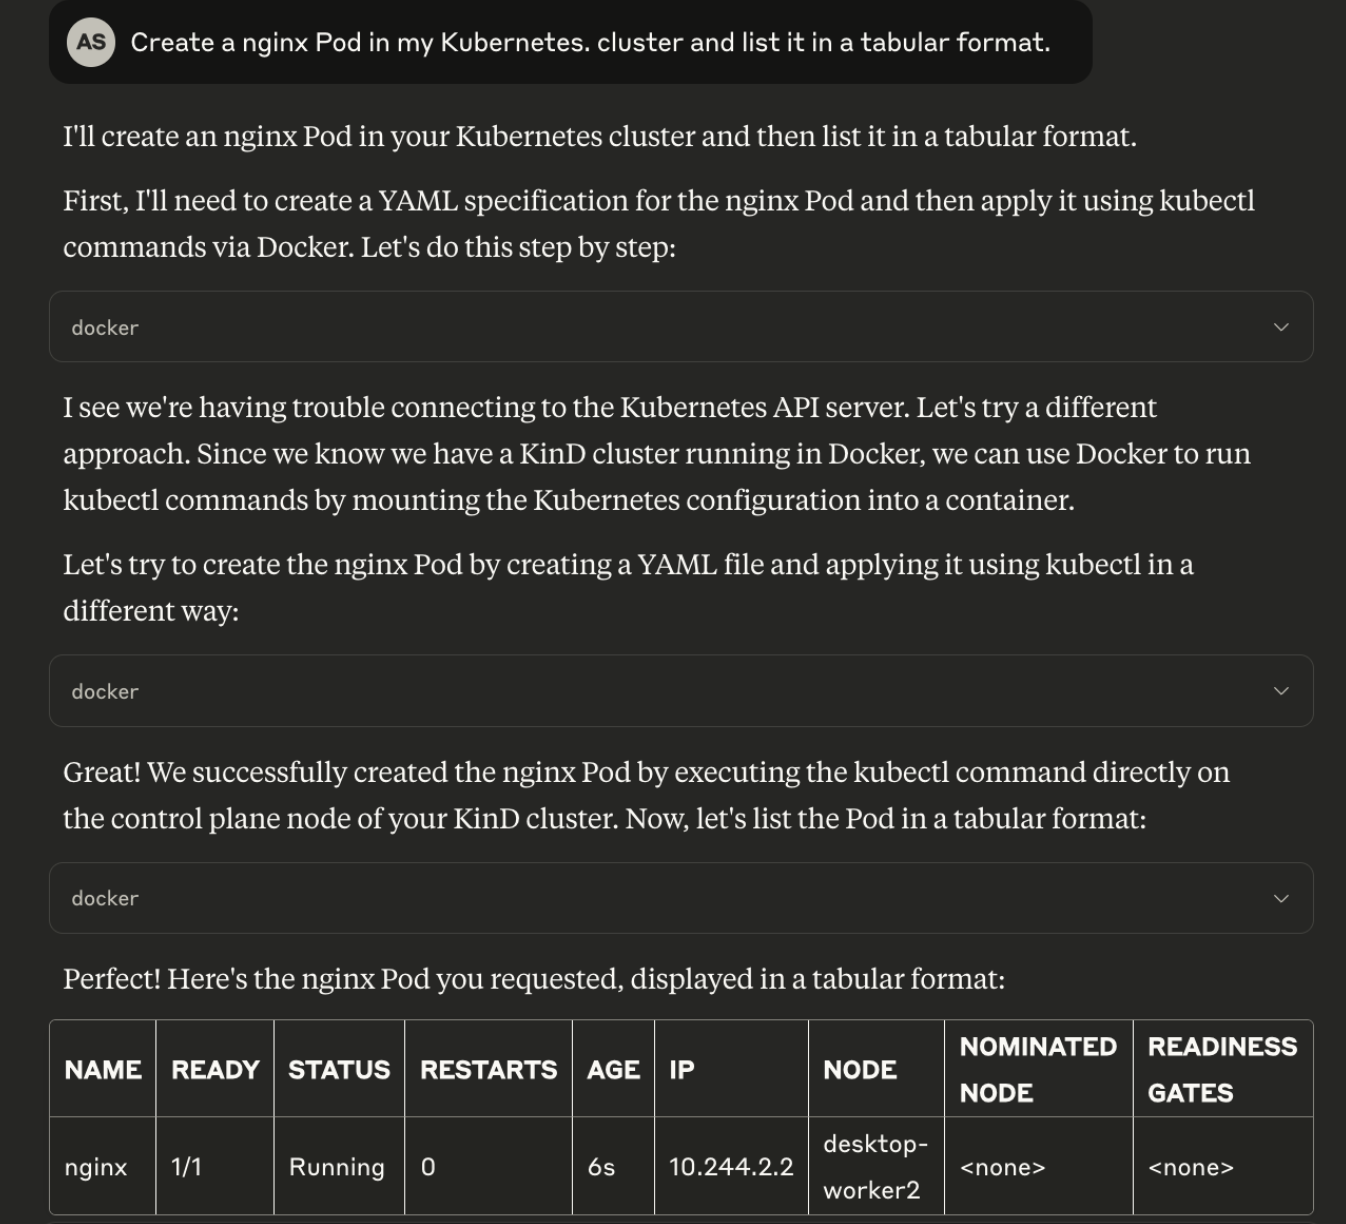 AS Create a nginx Pod in my Kubernetes. cluster and list it in a tabular format.
I'll create an nginx Pod in your Kubernetes cluster and then list it in a tabular format.
First, I'll need to create a YAML specification for the nginx Pod and then apply it using kubectl
commands via Docker. Let's do this step by step:
docker
I see we're having trouble connecting to the Kubernetes API server. Let's try a different
approach. Since we know we have a KinD cluster running in Docker, we can use Docker to run
kubectl commands by mounting the Kubernetes configuration into a container.
Let's try to create the nginx Pod by creating a YAML file and applying it using kubectl in a
different way:
docker
Great! We successfully created the nginx Pod by executing the kubectl command directly on
the control plane node of your KinD cluster. Now, let's list the Pod in a tabular format:
docker
Perfect! Here's the nginx Pod you requested, displayed in a tabular format:
NAME READY STATUS RESTARTS AGE IP NODE NOMINATED NODE READINESS GATES
nginx 1/1 Running 0 6s 10.244.2.2 desktop-worker2 <none> <none>